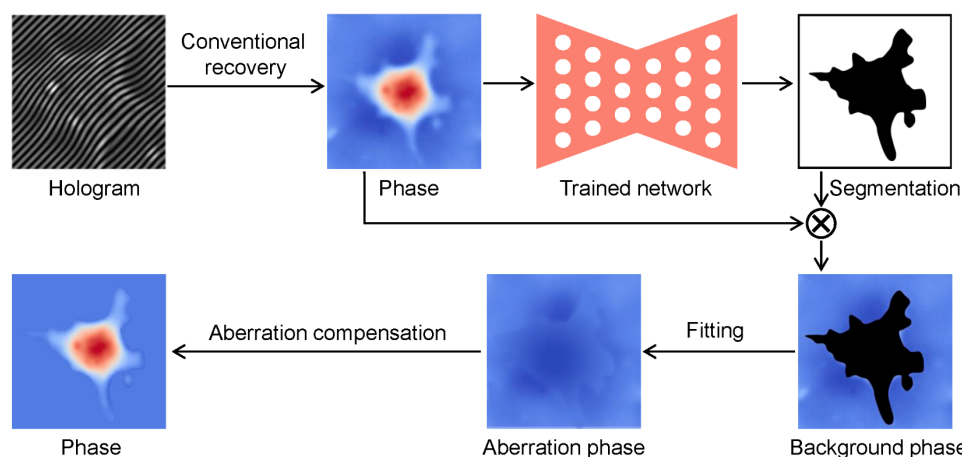 Conventional
recovery
Hologram
Phase
Trained network
Segmentation
Aberration compensation
Fitting
Phase
Aberration phase
Background phase